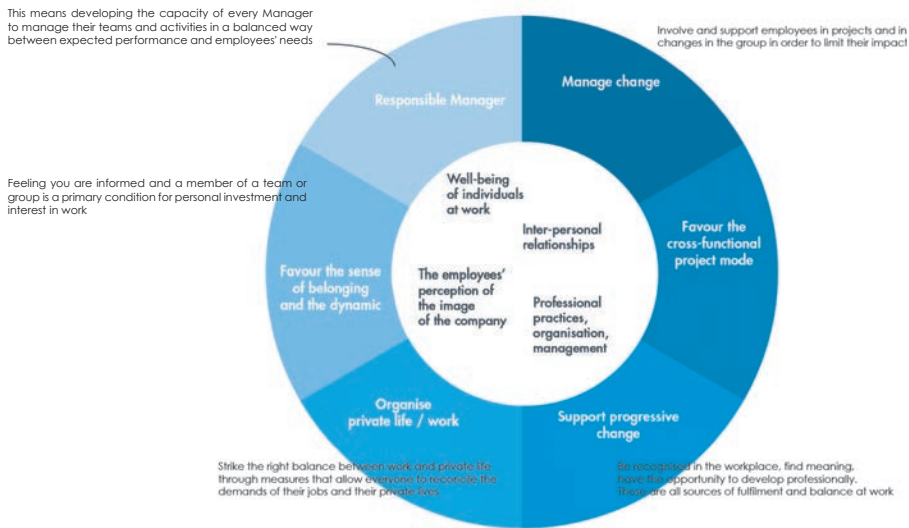 This means developing the capacity of every Manager
to manage their teams and activities in a balanced way
between expected performance and employees' needs
Involve and support employees in projects and in
changes in the group in order to limit their impact
Responsible Manager
Manage change
Feeling you are informed and a member of a team or
group is a primary condition for personal investment and
interest in work
Well-being
of individuals
at work
Inter-personal
relationships
Favour the
cross-functional
project mode
Favour the sense
of belonging
and the dynamic
The employees’
perception of
the image
of the company
Professional
practices,
organisation,
management
Organise
private life / work
Support progressive
change
Strike the right balance between work and private life
through measures that allow everyone to reconcile the
demands of their jobs and their private lives
Be recognised in the workplace, find meaning,
have the opportunity to develop professionally.
These are all sources of fulfilment and balance at work